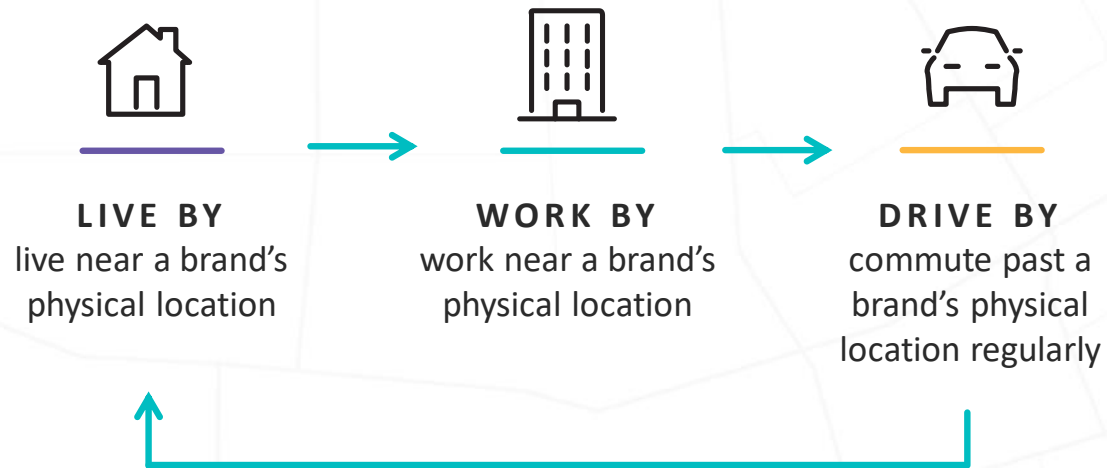 LIVE BY
live near a brand’s
physical location
WORK BY
work near a brand’s
physical location
DRIVE BY
commute past a
brand’s physical
location regularly